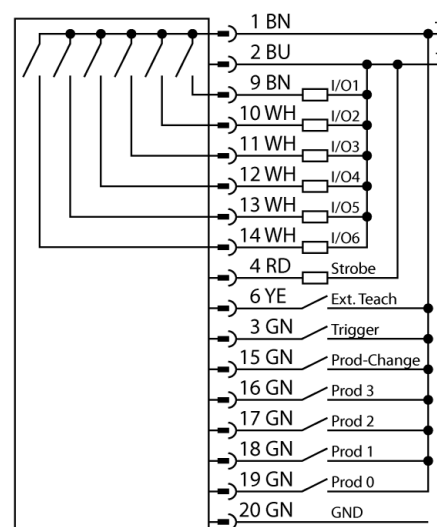 1 BN
2 BU
9 BN I/O1
10 WH I/O2
11 WH I/O3
12 WH I/O4
13 WH I/O5
14 WH I/O6
4 RD Strobe
6 YE Ext. Teach
3 GN Trigger
15 GN Prod-Change
16 GN Prod 3
17 GN Prod 2
18 GN Prod 1
19 GN Prod 0
20 GN GND